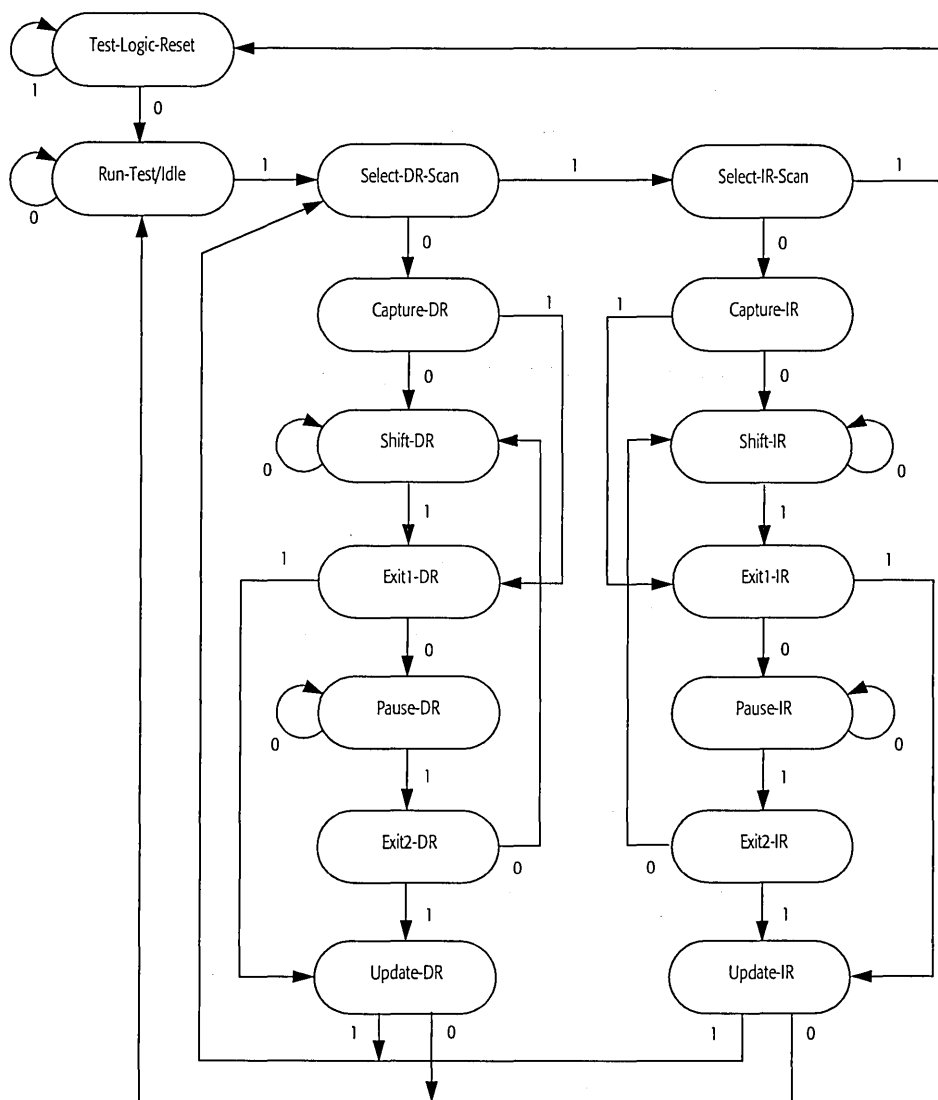 Test-Logic-Reset
1
0
Run-Test/Idle
0
1
Select-DR-Scan
1
Select-IR-Scan
1
0
0
Capture-DR
1
1
Capture-IR
0
0
Shift-DR
0
Shift-IR
0
1
1
1
Exit1-DR
Exit1-IR
1
0
0
Pause-DR
0
Pause-IR
0
1
1
Exit2-DR
0
Exit2-IR
0
1
1
Update-DR
Update-IR
1
0
1
0